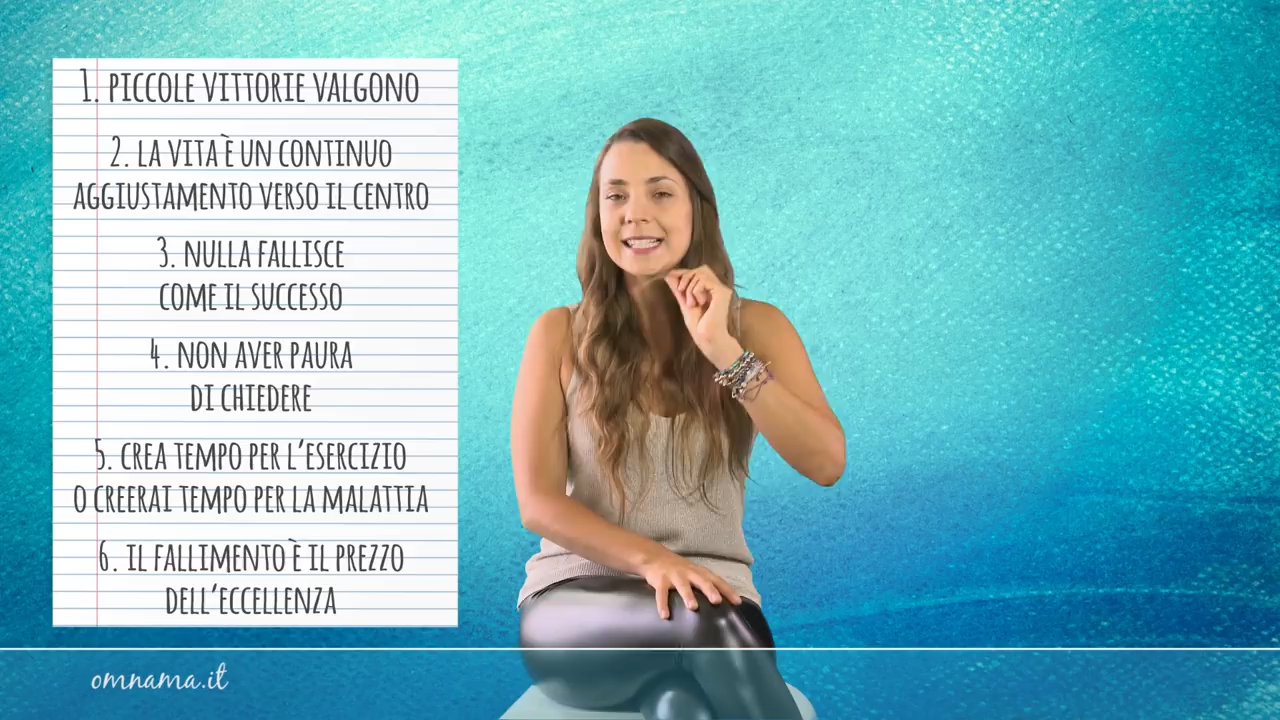 1. PICCOLE VITTORIE VALGONO
2. LA VITA È UN CONTINUO
AGGIUSTAMENTO VERSO IL CENTRO
3. NULLA FALLISCE
COME IL SUCCESSO
4. NON AVER PAURA
DI CHIEDERE
5. CREA TEMPO PER L'ESERCIZIO
O CREERAI TEMPO PER LA MALATTIA
6. IL FALLIMENTO È IL PREZZO
DELL'ECCELLENZA
omnama.it